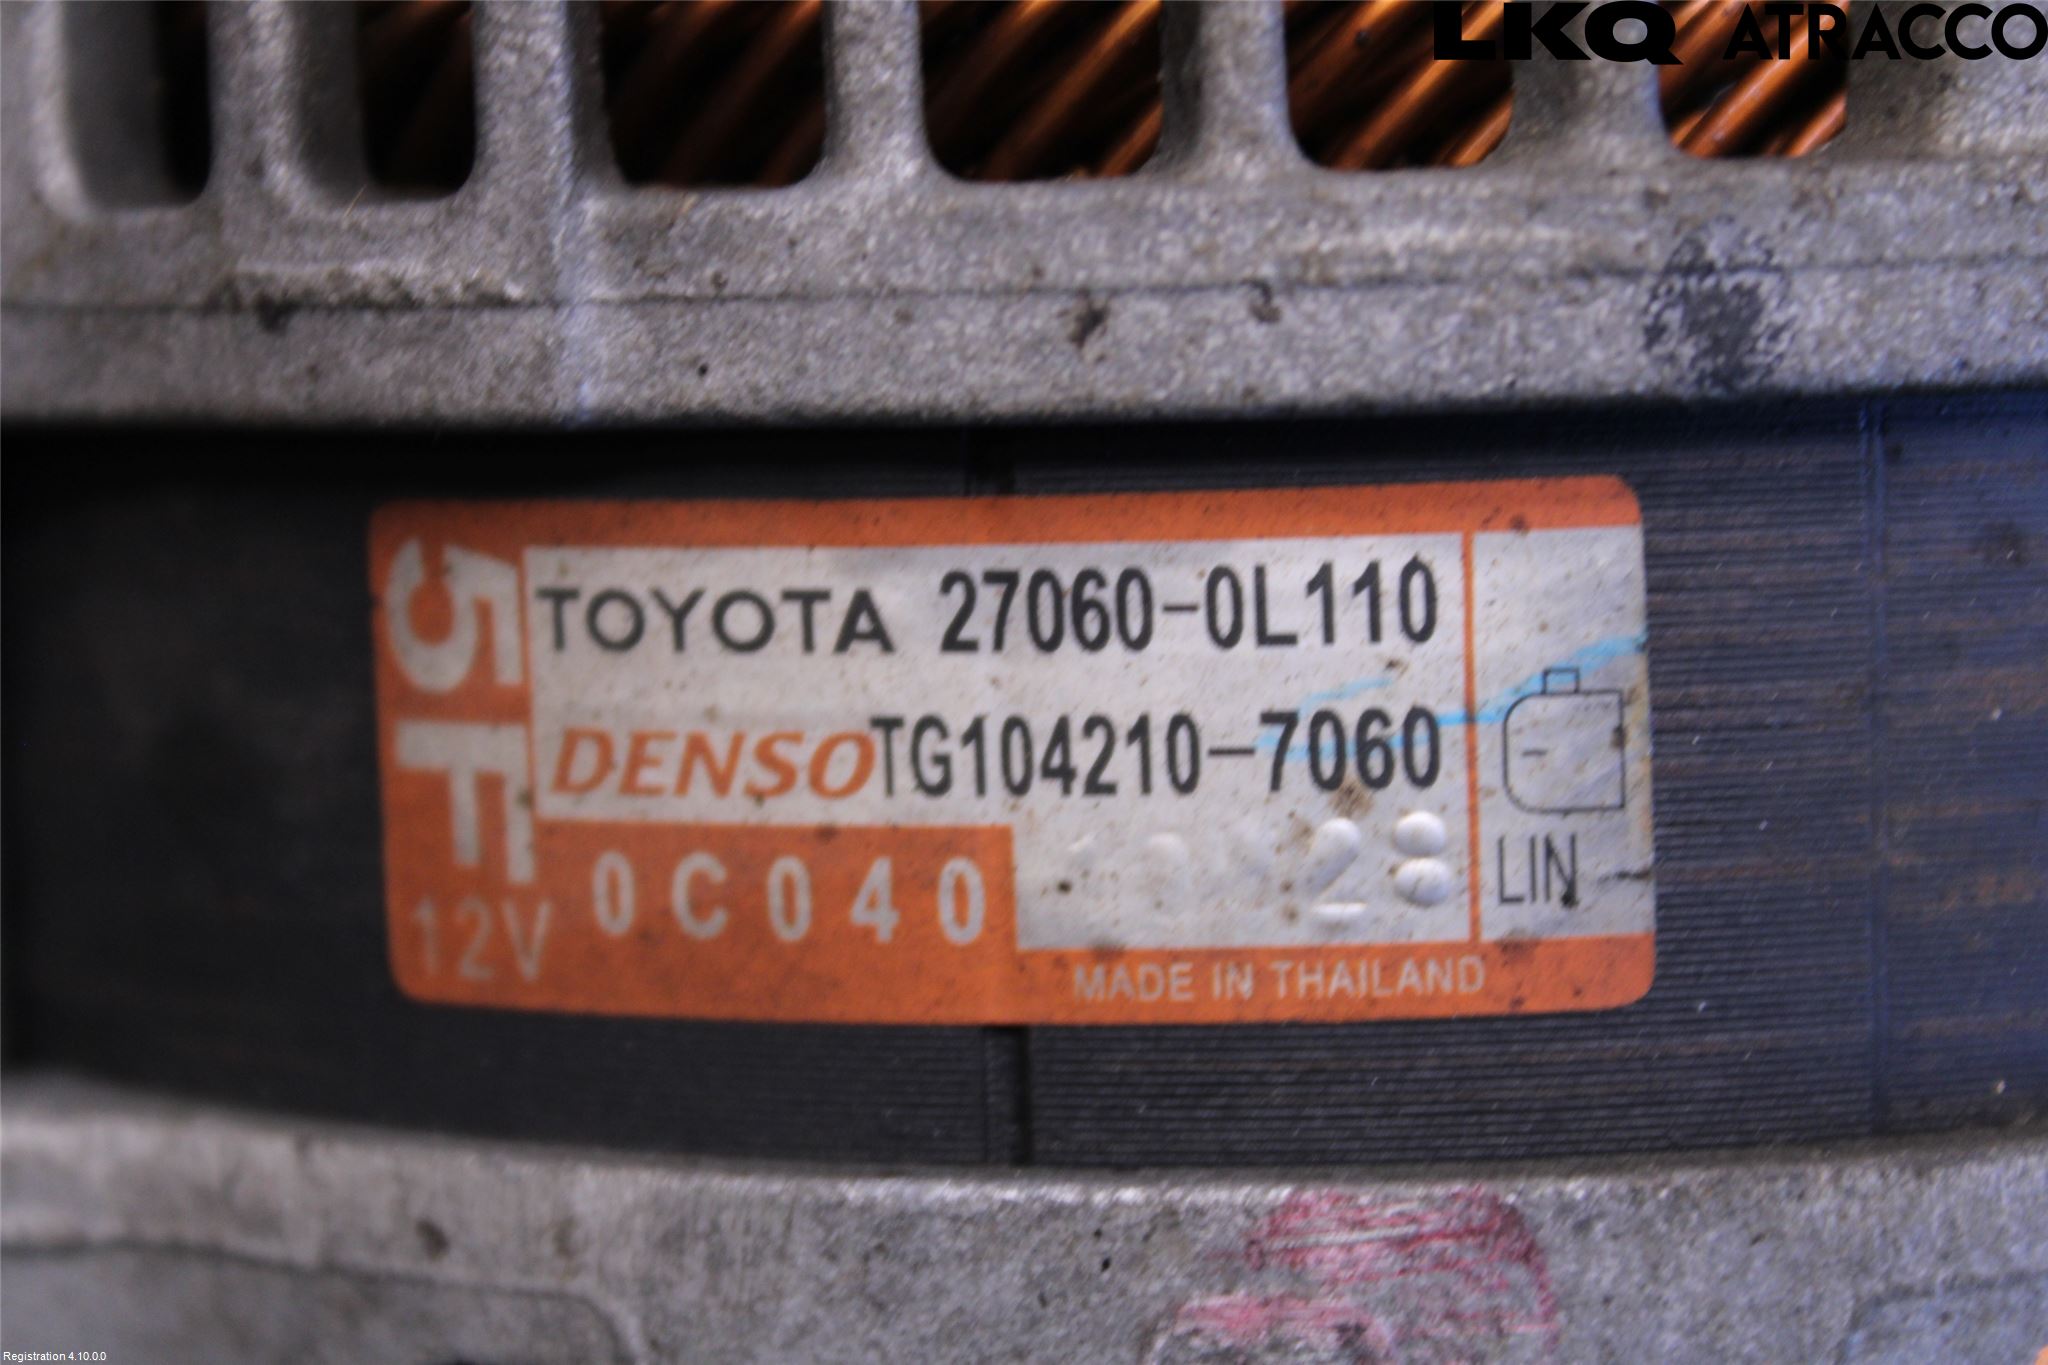 LKQ ATRACCO
5F
TOYOTA 27060-0L110
DENSO TG104210-7060
12V
0C040
28
LIN
MADE IN THAILAND
Registration 4.10.0.0